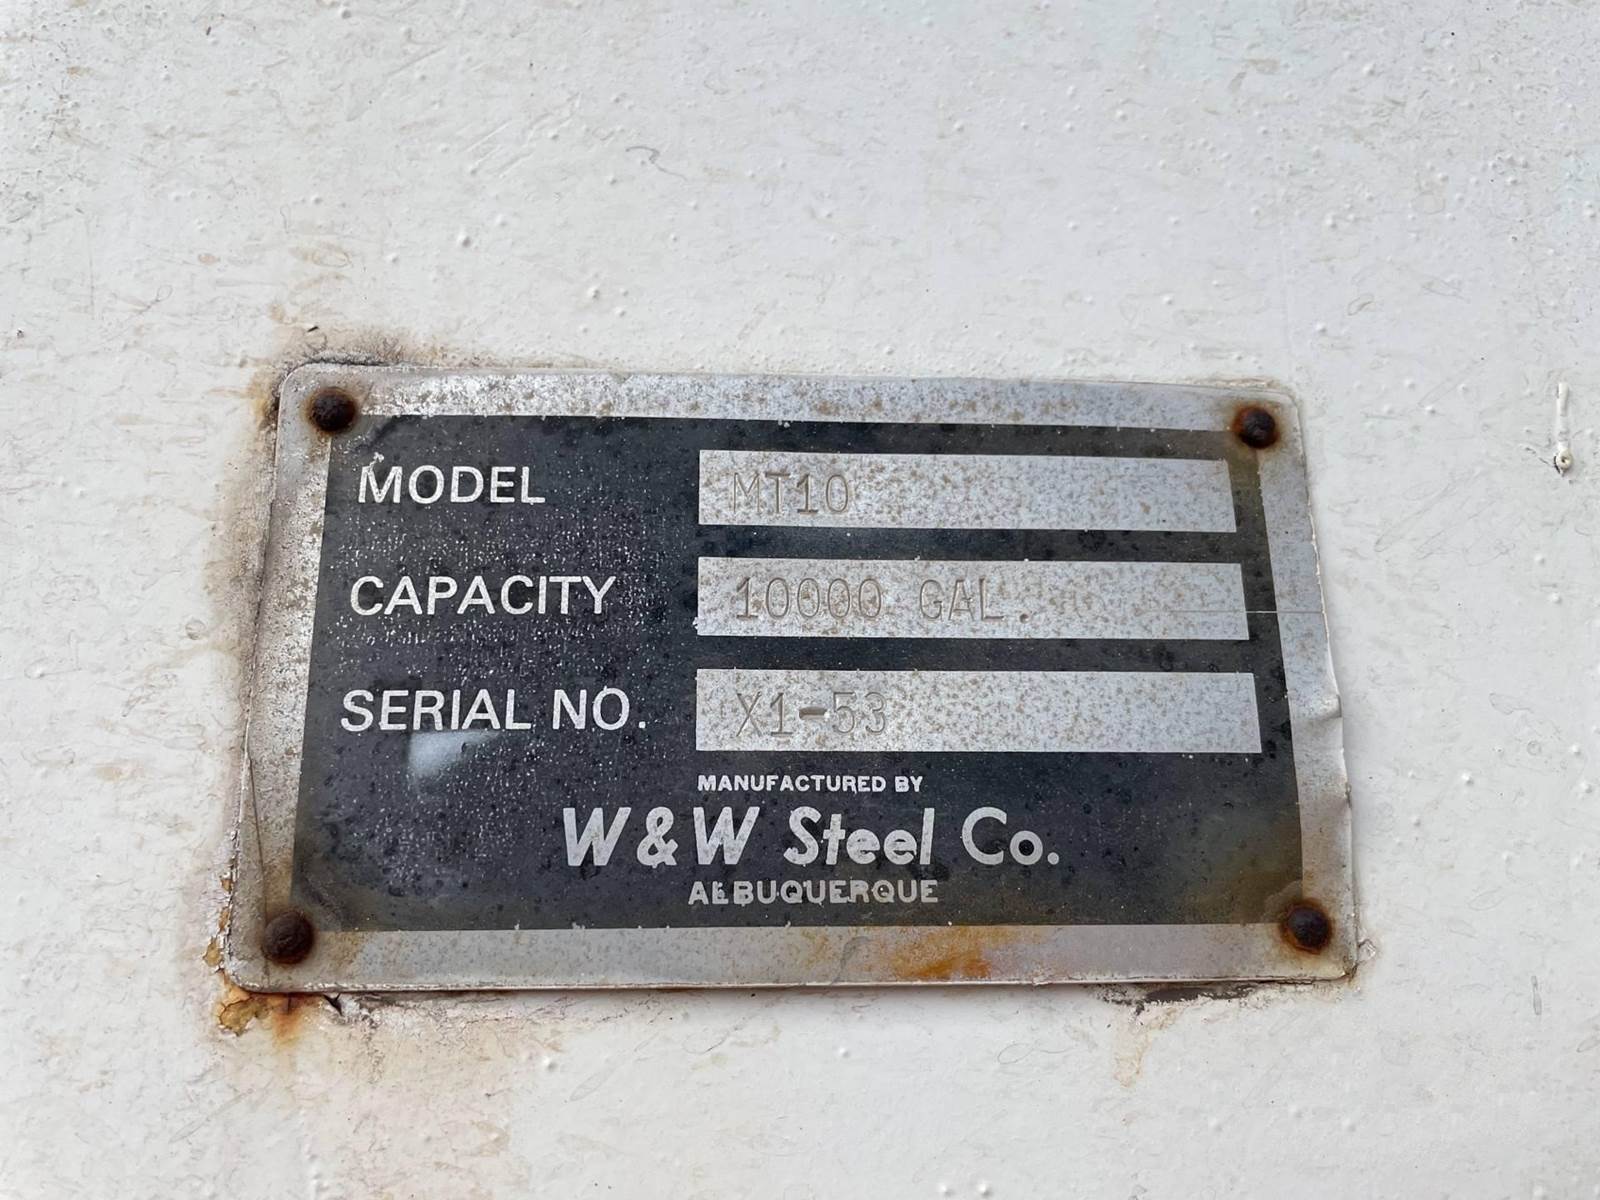 MODEL MT10
CAPACITY 10000 GAL.
SERIAL NO. X1-53
MANUFACTURED BY
W & W Steel Co.
ALBUQUERQUE